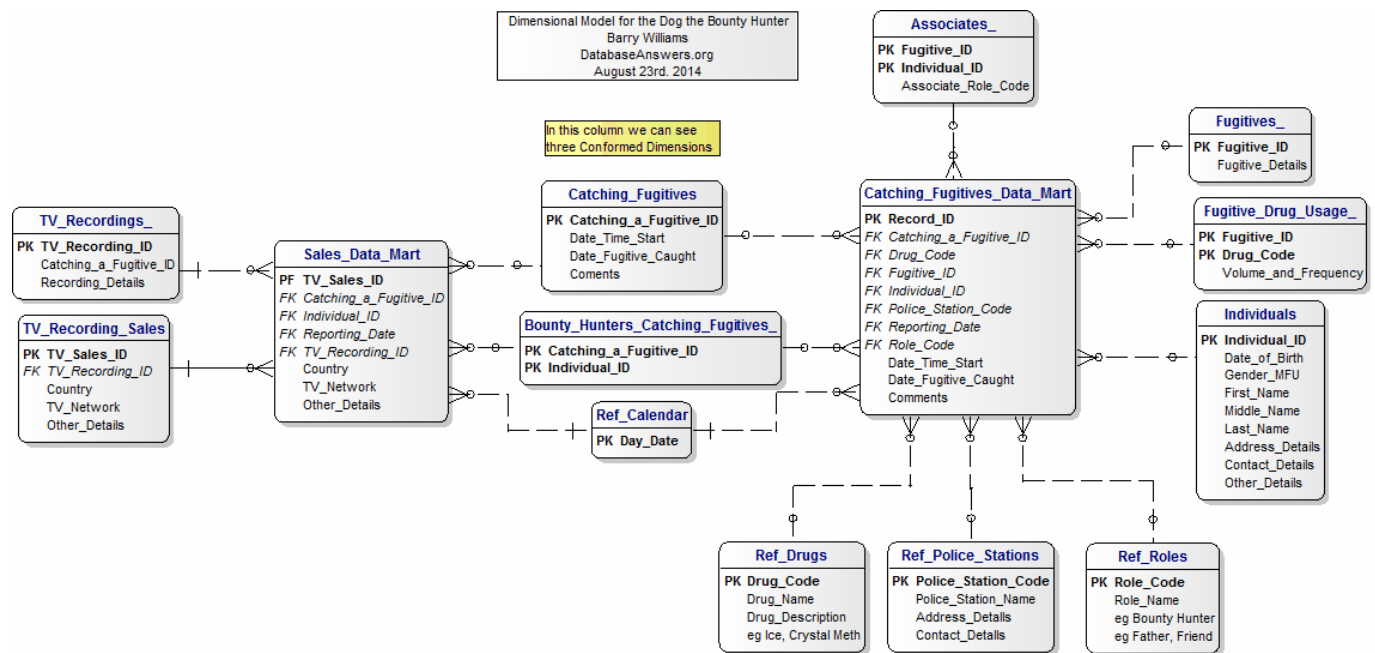 Dimensional Model for the Dog the Bounty Hunter
Barry Williams
DatabaseAnswers.org
August 23rd. 2014
In this column we can see
three Conformed Dimensions
Associates_
PK Fugitive_ID
PK Individual_ID
Associate_Role_Code
Fugitives_
PK Fugitive_ID
Fugitive_Details
TV_Recordings_
PK TV_Recording_ID
Catching_a_Fugitive_ID
Recording_Details
TV_Recording_Sales
PK TV_Sales_ID
FK TV_Recording_ID
Country
TV_Network
Other_Details
Sales_Data_Mart
PF TV_Sales_ID
FK Catching_a_Fugitive_ID
FK Individual_ID
FK Reporting_Date
FK TV_Recording_ID
Country
TV_Network
Other_Details
Catching_Fugitives
PK Catching_a_Fugitive_ID
Date_Time_Start
Date_Fugitive_Caught
Coments
Bounty_Hunters_Catching_Fugitives_
PK Catching_a_Fugitive_ID
PK Individual_ID
Ref_Calendar
PK Day_Date
Catching_Fugitives_Data_Mart
PK Record_ID
FK Catching_a_Fugitive_ID
FK Drug_Code
FK Fugitive_ID
FK Individual_ID
FK Police_Station_Code
FK Reporting_Date
FK Role_Code
Date_Time_Start
Date_Fugitive_Caught
Comments
Fugitive_Drug_Usage_
PK Fugitive_ID
PK Drug_Code
Volume_and_Frequency
Individuals
PK Individual_ID
Date_of_Birth
Gender_MFU
First_Name
Middle_Name
Last_Name
Address_Details
Contact_Details
Other_Details
Ref_Drugs
PK Drug_Code
Drug_Name
Drug_Description
eg Ice, Crystal Meth
Ref_Police_Stations
PK Police_Station_Code
Police_Station_Name
Address_Detalls
Contact_Detalls
Ref_Roles
PK Role_Code
Role_Name
eg Bounty Hunter
eg Father, Friend